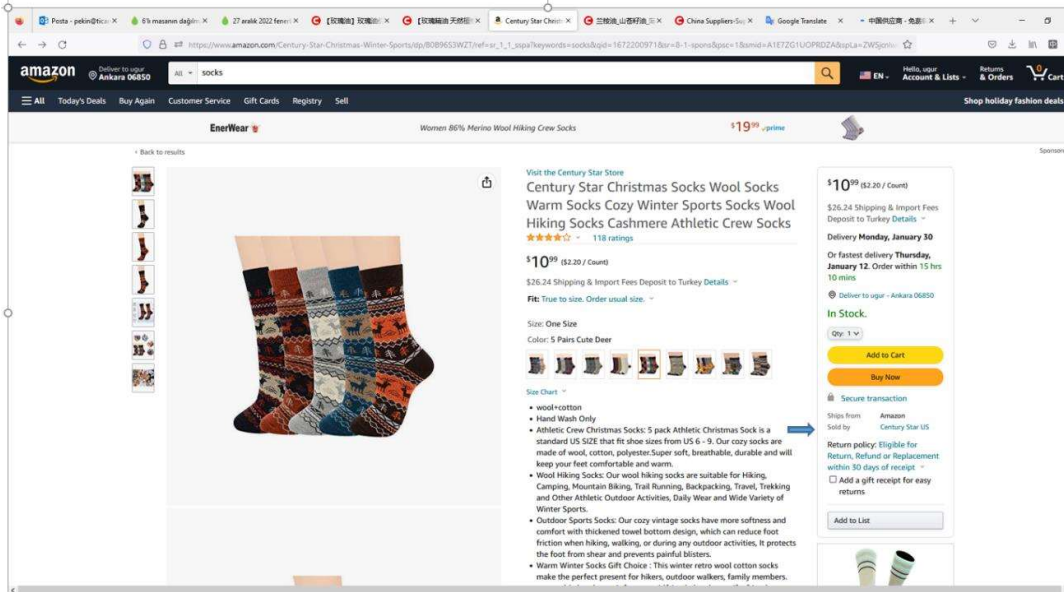 Posta - pekin@ticar
6'lı masanın dağılım
27 aralık 2022 fener
Century Star Christm
China Suppliers-Sup
Google Translate
https://www.amazon.com/Century-Star-Christmas-Winter-Sports/dp/B0B9653WZT/ref=sr_1_1_sspa?keywords=socks&qid=1672200971&sr=8-1-spons&psc=1&smid=A1E7ZG1UOPRDZA&spLa=ZWSjcnl
amazon
Deliver to ugur
Ankara 06850
All
socks
EN
Hello, ugur
Account & Lists
Returns
& Orders
0
Cart
All
Today's Deals
Buy Again
Customer Service
Gift Cards
Registry
Sell
Shop holiday fashion deals
EnerWear
Women 86% Merino Wool Hiking Crew Socks
$19⁹⁹ prime
‹ Back to results
Sponsor
Visit the Century Star Store
Century Star Christmas Socks Wool Socks
Warm Socks Cozy Winter Sports Socks Wool
Hiking Socks Cashmere Athletic Crew Socks
118 ratings
$10⁹⁹ ($2.20 / Count)
$26.24 Shipping & Import Fees Deposit to Turkey Details
Fit: True to size. Order usual size.
Size: One Size
Color: 5 Pairs Cute Deer
Size Chart
• wool+cotton
• Hand Wash Only
• Athletic Crew Christmas Socks: 5 pack Athletic Christmas Sock is a
standard US SIZE that fit shoe sizes from US 6 - 9. Our cozy socks are
made of wool, cotton, polyester.Super soft, breathable, durable and will
keep your feet comfortable and warm.
• Wool Hiking Socks: Our wool hiking socks are suitable for Hiking,
Camping, Mountain Biking, Trail Running, Backpacking, Travel, Trekking
and Other Athletic Outdoor Activities, Daily Wear and Wide Variety of
Winter Sports.
• Outdoor Sports Socks: Our cozy vintage socks have more softness and
comfort with thickened towel bottom design, which can reduce foot
friction when hiking, walking, or during any outdoor activities, It protects
the foot from shear and prevents painful blisters.
• Warm Winter Socks Gift Choice : This winter retro wool cotton socks
make the perfect present for hikers, outdoor walkers, family members.
$10⁹⁹ ($2.20 / Count)
$26.24 Shipping & Import Fees
Deposit to Turkey Details
Delivery Monday, January 30
Or fastest delivery Thursday,
January 12. Order within 15 hrs
10 mins
Deliver to ugur - Ankara 06850
In Stock.
Qty: 1
Add to Cart
Buy Now
Secure transaction
Ships from Amazon
Sold by Century Star US
Return policy: Eligible for
Return, Refund or Replacement
within 30 days of receipt
Add a gift receipt for easy
returns
Add to List